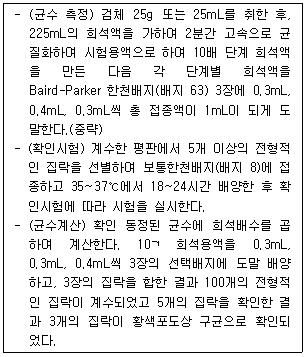 - (균수 측정) 검체 25g 또는 25mL를 취한 후,
225mL의 희석액을 가하여 2분간 고속으로 균
질화하여 시험용액으로 하여 10배 단계 희석액
을 만든 다음 각 단계별 희석액을
Baird-Parker 한천배지(배지 63) 3장에 0.3mL,
0.4mL, 0.3mL씩 총 접종액이 1mL이 되게 도
말한다.(중략)
- (확인시험) 계수한 평판에서 5개 이상의 전형적
인 집락을 선별하여 보통한천배지(배지 8)에 접
종하고 35~37℃에서 18~24시간 배양한 후 확
인시험에 따라 시험을 실시한다.
- (균수계산) 확인 동정된 균수에 희석배수를 곱
하여 계산한다. 10ㄱ 희석용액을 0.3mL,
0.3mL, 0.4mL씩 3장의 선택배지에 도말 배양
하고, 3장의 집락을 합한 결과 100개의 전형적
인 집락이 계수되었고 5개의 집락을 확인한 결
과 3개의 집락이 황색포도상 구균으로 확인되
었다.